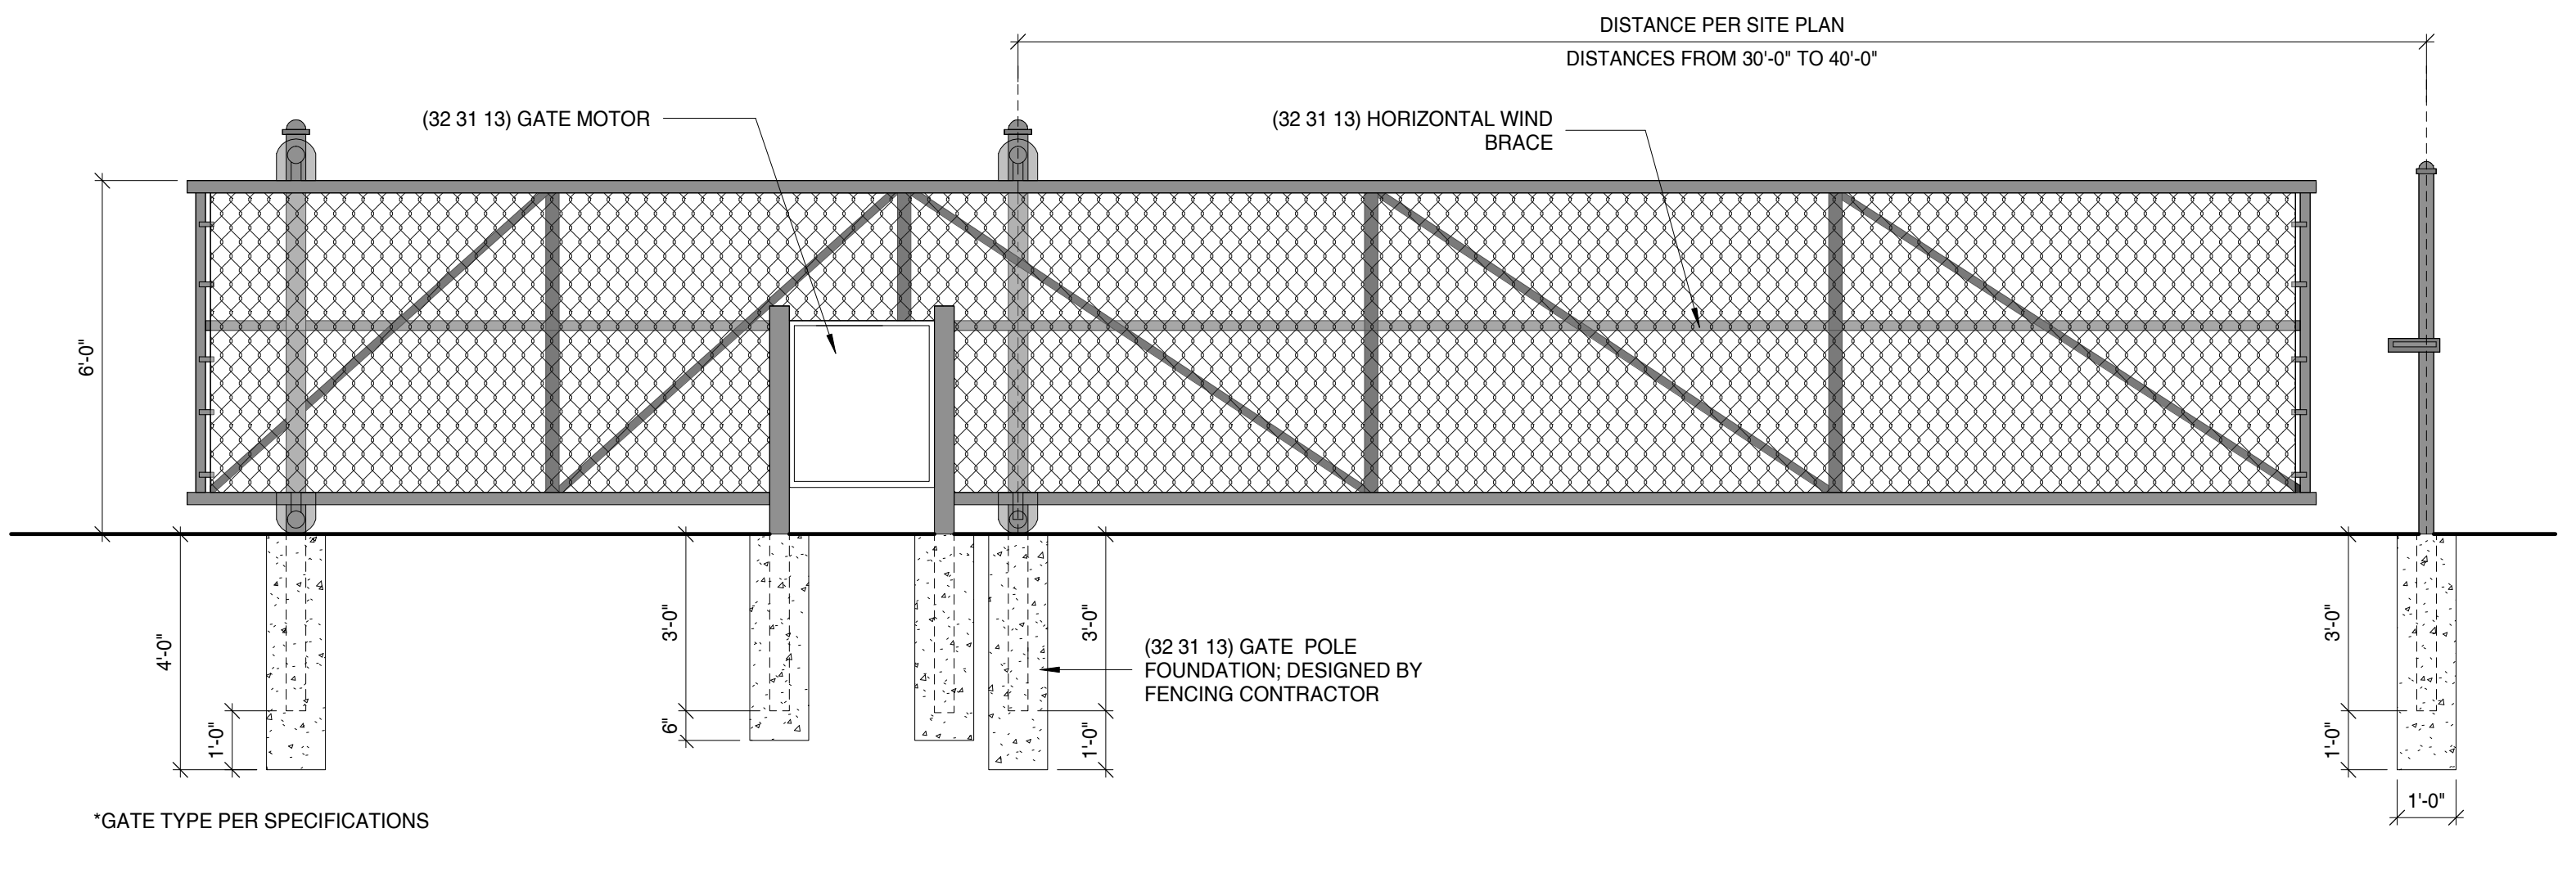 DISTANCE PER SITE PLAN
DISTANCES FROM 30'-0" TO 40'-0"
(32 31 13) GATE MOTOR
(32 31 13) HORIZONTAL WIND
BRACE
6'-0"
4'-0"
1'-0"
3'-0"
6"
3'-0"
1'-0"
(32 31 13) GATE POLE
FOUNDATION; DESIGNED BY
FENCING CONTRACTOR
3'-0"
1'-0"
1'-0"
*GATE TYPE PER SPECIFICATIONS